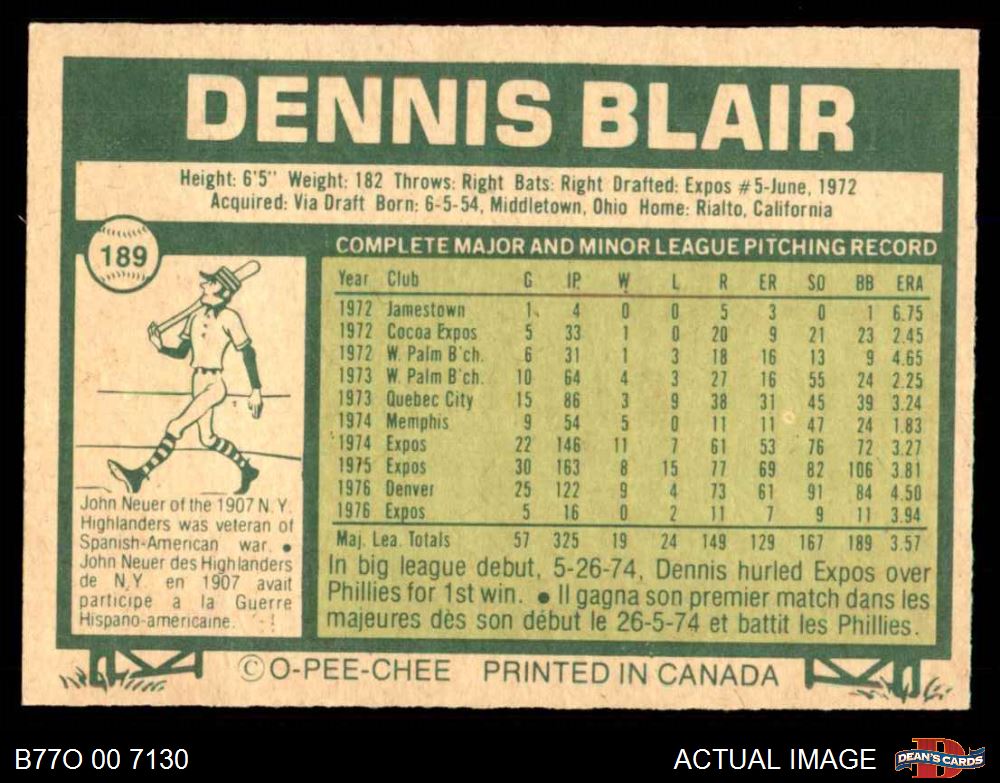 DENNIS BLAIR
Height: 6'5" Weight: 182 Throws: Right Bats: Right Drafted: Expos #5-June, 1972
Acquired: Via Draft Born: 6-5-54, Middletown, Ohio Home: Rialto, California
189
COMPLETE MAJOR AND MINOR LEAGUE PITCHING RECORD
Year Club G IP W L R ER SO BB ERA
1972 Jamestown 1 4 0 0 5 3 0 1 6.75
1972 Cocoa Expos 5 33 1 0 20 9 21 23 2.45
1972 W. Palm B'ch. 6 31 1 3 18 16 13 9 4.65
1973 W. Palm B'ch. 10 64 4 3 27 16 55 24 2.25
1973 Quebec City 15 86 3 9 38 31 45 39 3.24
1974 Memphis 9 54 5 0 11 11 47 24 1.83
1974 Expos 22 146 11 7 61 53 76 72 3.27
1975 Expos 30 163 8 15 77 69 82 106 3.81
1976 Denver 25 122 9 4 73 61 91 84 4.50
1976 Expos 5 16 0 2 11 7 9 11 3.94
Maj. Lea. Totals 57 325 19 24 149 129 167 189 3.57
In big league debut, 5-26-74, Dennis hurled Expos over
Phillies for 1st win. ● Il gagna son premier match dans les
majeures dès son début le 26-5-74 et battit les Phillies.
John Neuer of the 1907 N.Y.
Highlanders was veteran of
Spanish-American war. ●
John Neuer des Highlanders
de N.Y. en 1907 avait
participe a la Guerre
Hispano-americaine.
© O-PEE-CHEE PRINTED IN CANADA
B77O 00 7130
ACTUAL IMAGE
D
DEAN'S CARDS